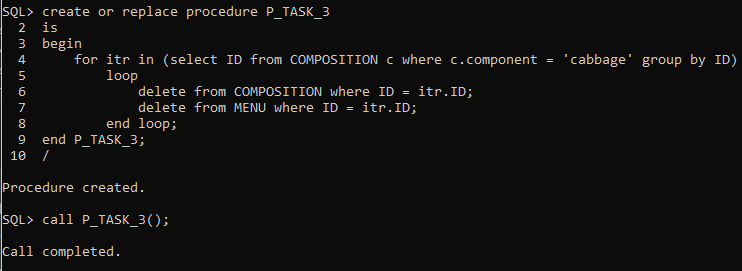 SQL> create or replace procedure P_TASK_3
  2  is
  3  begin
  4      for itr in (select ID from COMPOSITION c where c.component = 'cabbage' group by ID)
  5          loop
  6              delete from COMPOSITION where ID = itr.ID;
  7              delete from MENU where ID = itr.ID;
  8          end loop;
  9  end P_TASK_3;
 10  /
Procedure created.
SQL> call P_TASK_3();
Call completed.